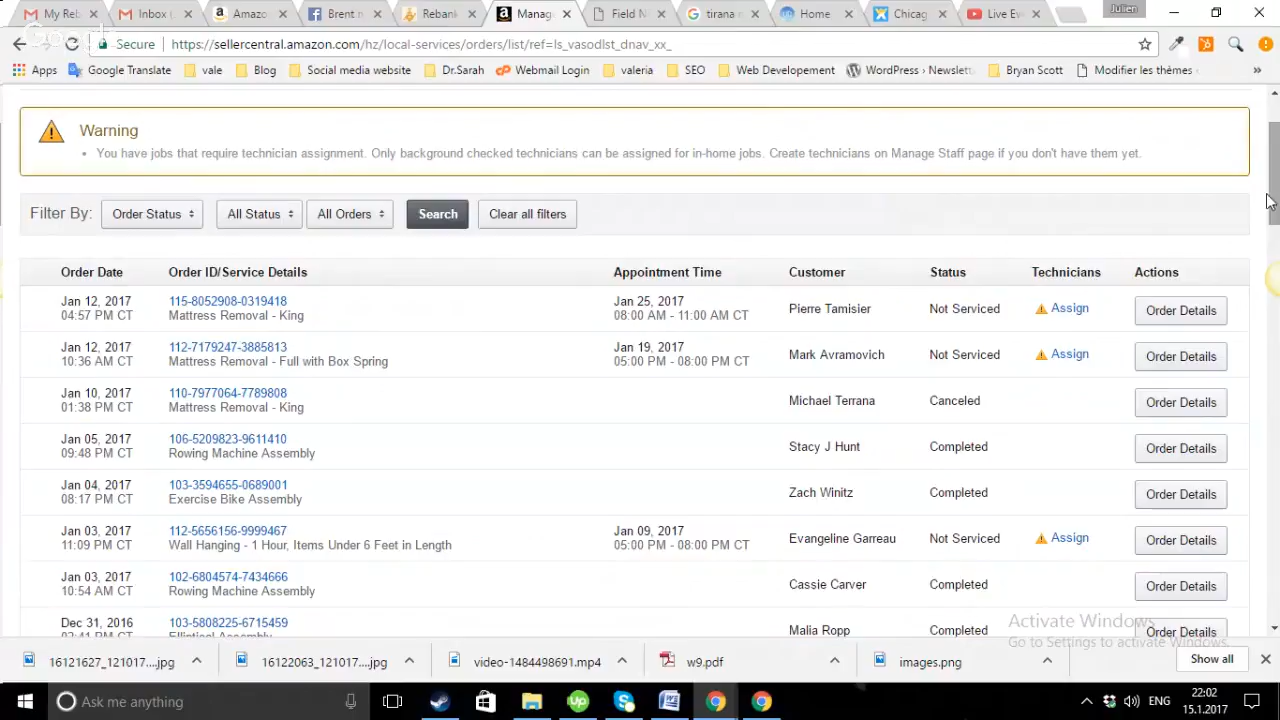 My Reb
Inbox (
Amazo
Brent.n
Rebank
Manag
Field N
tiransi
Home
Chicag
Live Eve
Julien
Google
Secure https://sellercentral.amazon.com/hz/local-services/orders/list/ref=ls_vasodlst_dnav_xx_
Apps Google Translate vale Blog Social media website Dr.Sarah Webmail Login valeria SEO Web Developement WordPress › Newslett Bryan Scott Modifier les thèmes »
Warning
• You have jobs that require technician assignment. Only background checked technicians can be assigned for in-home jobs. Create technicians on Manage Staff page if you don't have them yet.
Filter By: Order Status All Status All Orders Search Clear all filters
Order Date Order ID/Service Details Appointment Time Customer Status Technicians Actions
Jan 12, 2017 115-8052908-0319418 Jan 25, 2017 Pierre Tamisier Not Serviced Assign Order Details
04:57 PM CT Mattress Removal - King 08:00 AM - 11:00 AM CT
Jan 12, 2017 112-7179247-3885813 Jan 19, 2017 Mark Avramovich Not Serviced Assign Order Details
10:36 AM CT Mattress Removal - Full with Box Spring 05:00 PM - 08:00 PM CT
Jan 10, 2017 110-7977064-7789808 Michael Terrana Canceled Order Details
01:38 PM CT Mattress Removal - King
Jan 05, 2017 106-5209823-9611410 Stacy J Hunt Completed Order Details
09:48 PM CT Rowing Machine Assembly
Jan 04, 2017 103-3594655-0689001 Zach Winitz Completed Order Details
08:17 PM CT Exercise Bike Assembly
Jan 03, 2017 112-5656156-9999467 Jan 09, 2017 Evangeline Garreau Not Serviced Assign Order Details
11:09 PM CT Wall Hanging - 1 Hour, Items Under 6 Feet in Length 05:00 PM - 08:00 PM CT
Jan 03, 2017 102-6804574-7434666 Cassie Carver Completed Order Details
10:54 AM CT Rowing Machine Assembly
Dec 31, 2016 103-5808225-6715459 Malia Ropp Completed Order Details
02:41 PM CT Elliptical Assembly
Activate Windows
Go to Settings to activate Windows.
16121627_121017....jpg 16122063_121017....jpg video-1484498691.mp4 w9.pdf images.png Show all
Ask me anything ENG 22:02
15.1.2017